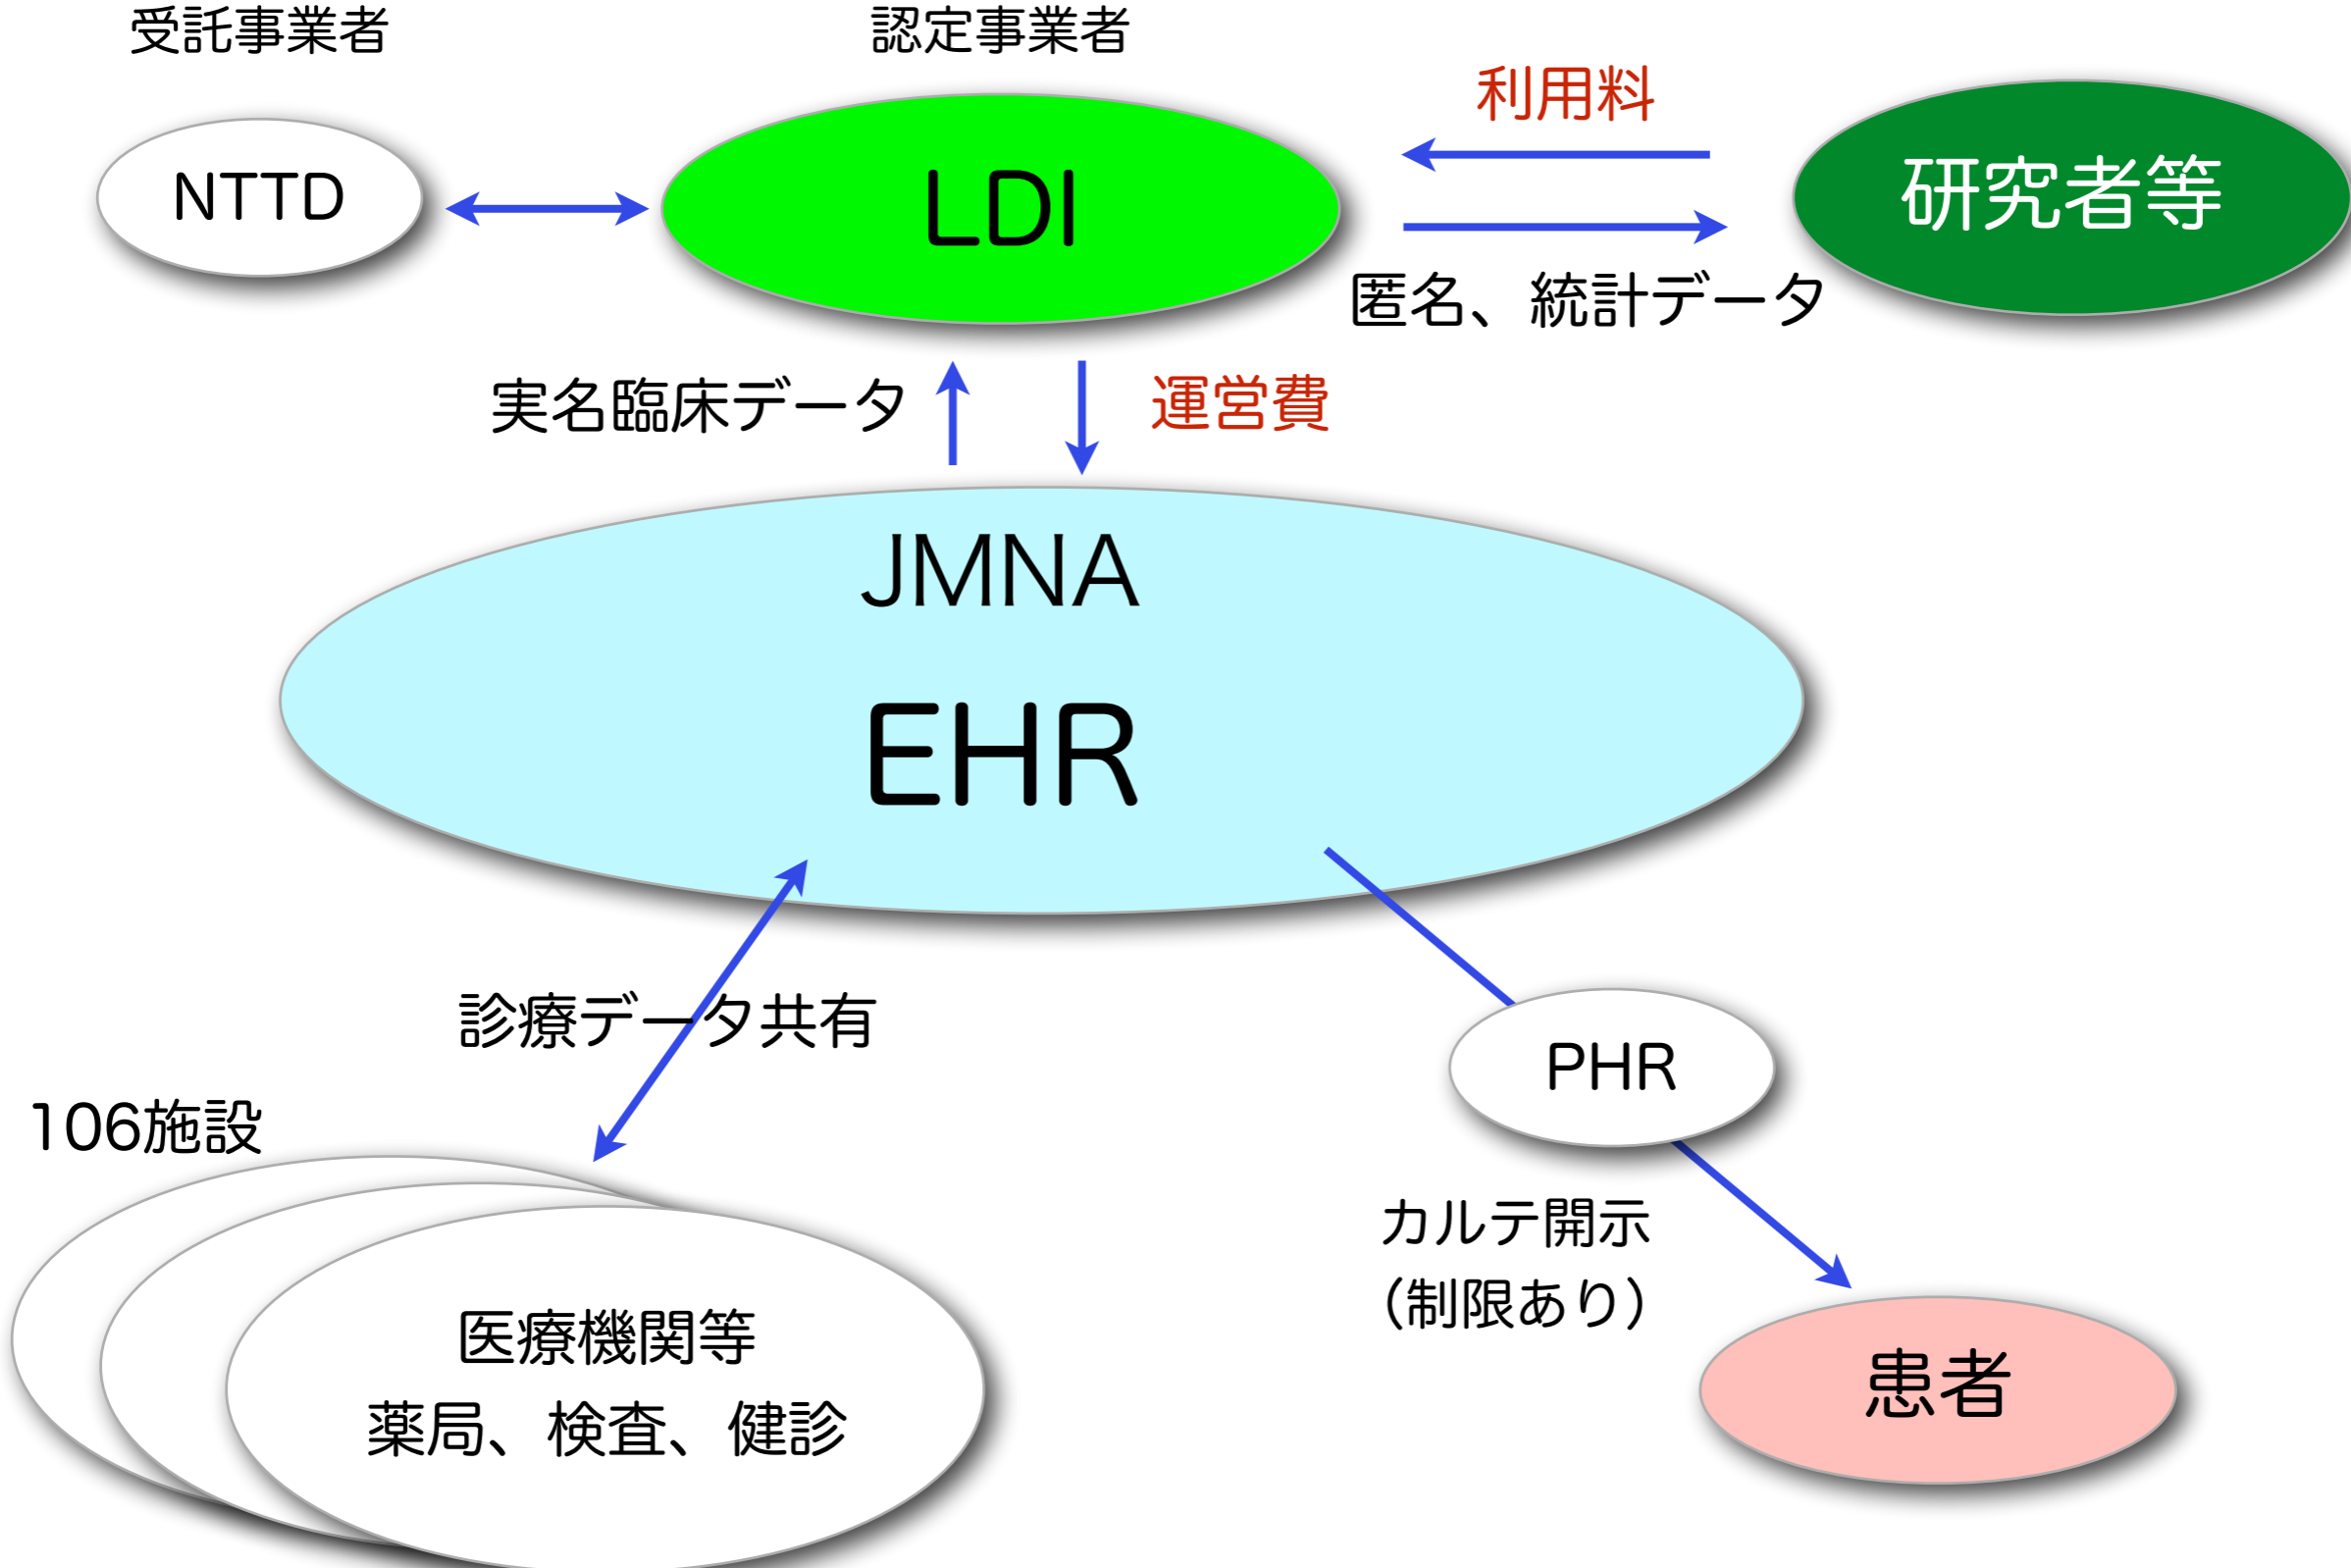 受託事業者
認定事業者
利用料
NTTD
LDI
研究者等
匿名、統計データ
実名臨床データ
運営費
JMNA
EHR
診療データ共有
PHR
106施設
カルテ開示
（制限あり）
医療機関等
薬局、検査、健診
患者